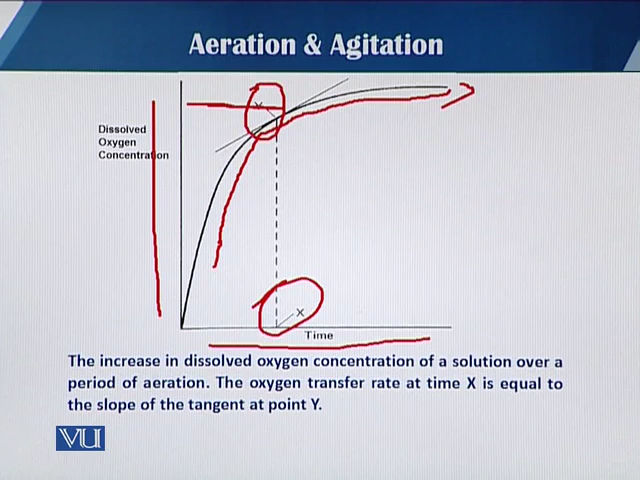 Aeration & Agitation
Dissolved
Oxygen
Concentration
X
Time
The increase in dissolved oxygen concentration of a solution over a
period of aeration. The oxygen transfer rate at time X is equal to
the slope of the tangent at point Y.
VU